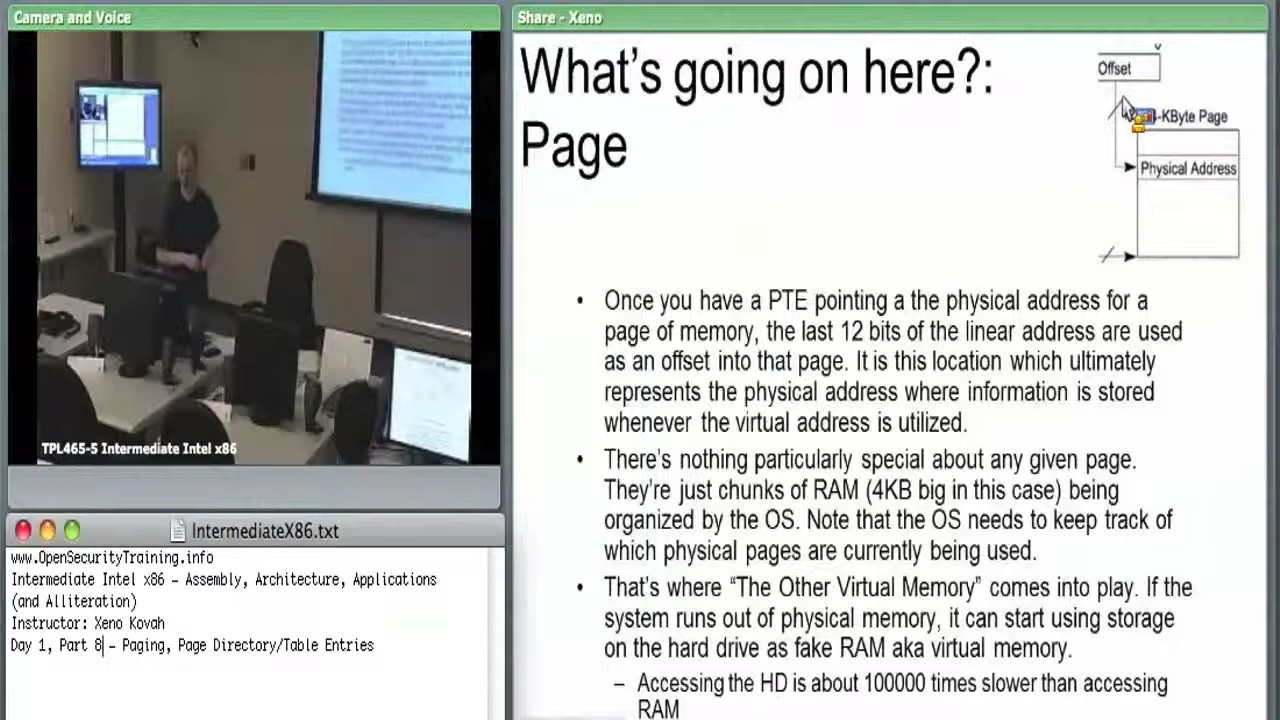 Camera and Voice
TPL465-5 Intermediate Intel x86
IntermediateX86.txt
www.OpenSecurityTraining.info
Intermediate Intel x86 – Assembly, Architecture, Applications
(and Alliteration)
Instructor: Xeno Kovah
Day 1, Part 8 – Paging, Page Directory/Table Entries
Share - Xeno
What's going on here?:
Page
Offset
-KByte Page
Physical Address
• Once you have a PTE pointing a the physical address for a
page of memory, the last 12 bits of the linear address are used
as an offset into that page. It is this location which ultimately
represents the physical address where information is stored
whenever the virtual address is utilized.
• There's nothing particularly special about any given page.
They're just chunks of RAM (4KB big in this case) being
organized by the OS. Note that the OS needs to keep track of
which physical pages are currently being used.
• That's where “The Other Virtual Memory” comes into play. If the
system runs out of physical memory, it can start using storage
on the hard drive as fake RAM aka virtual memory.
– Accessing the HD is about 100000 times slower than accessing
RAM